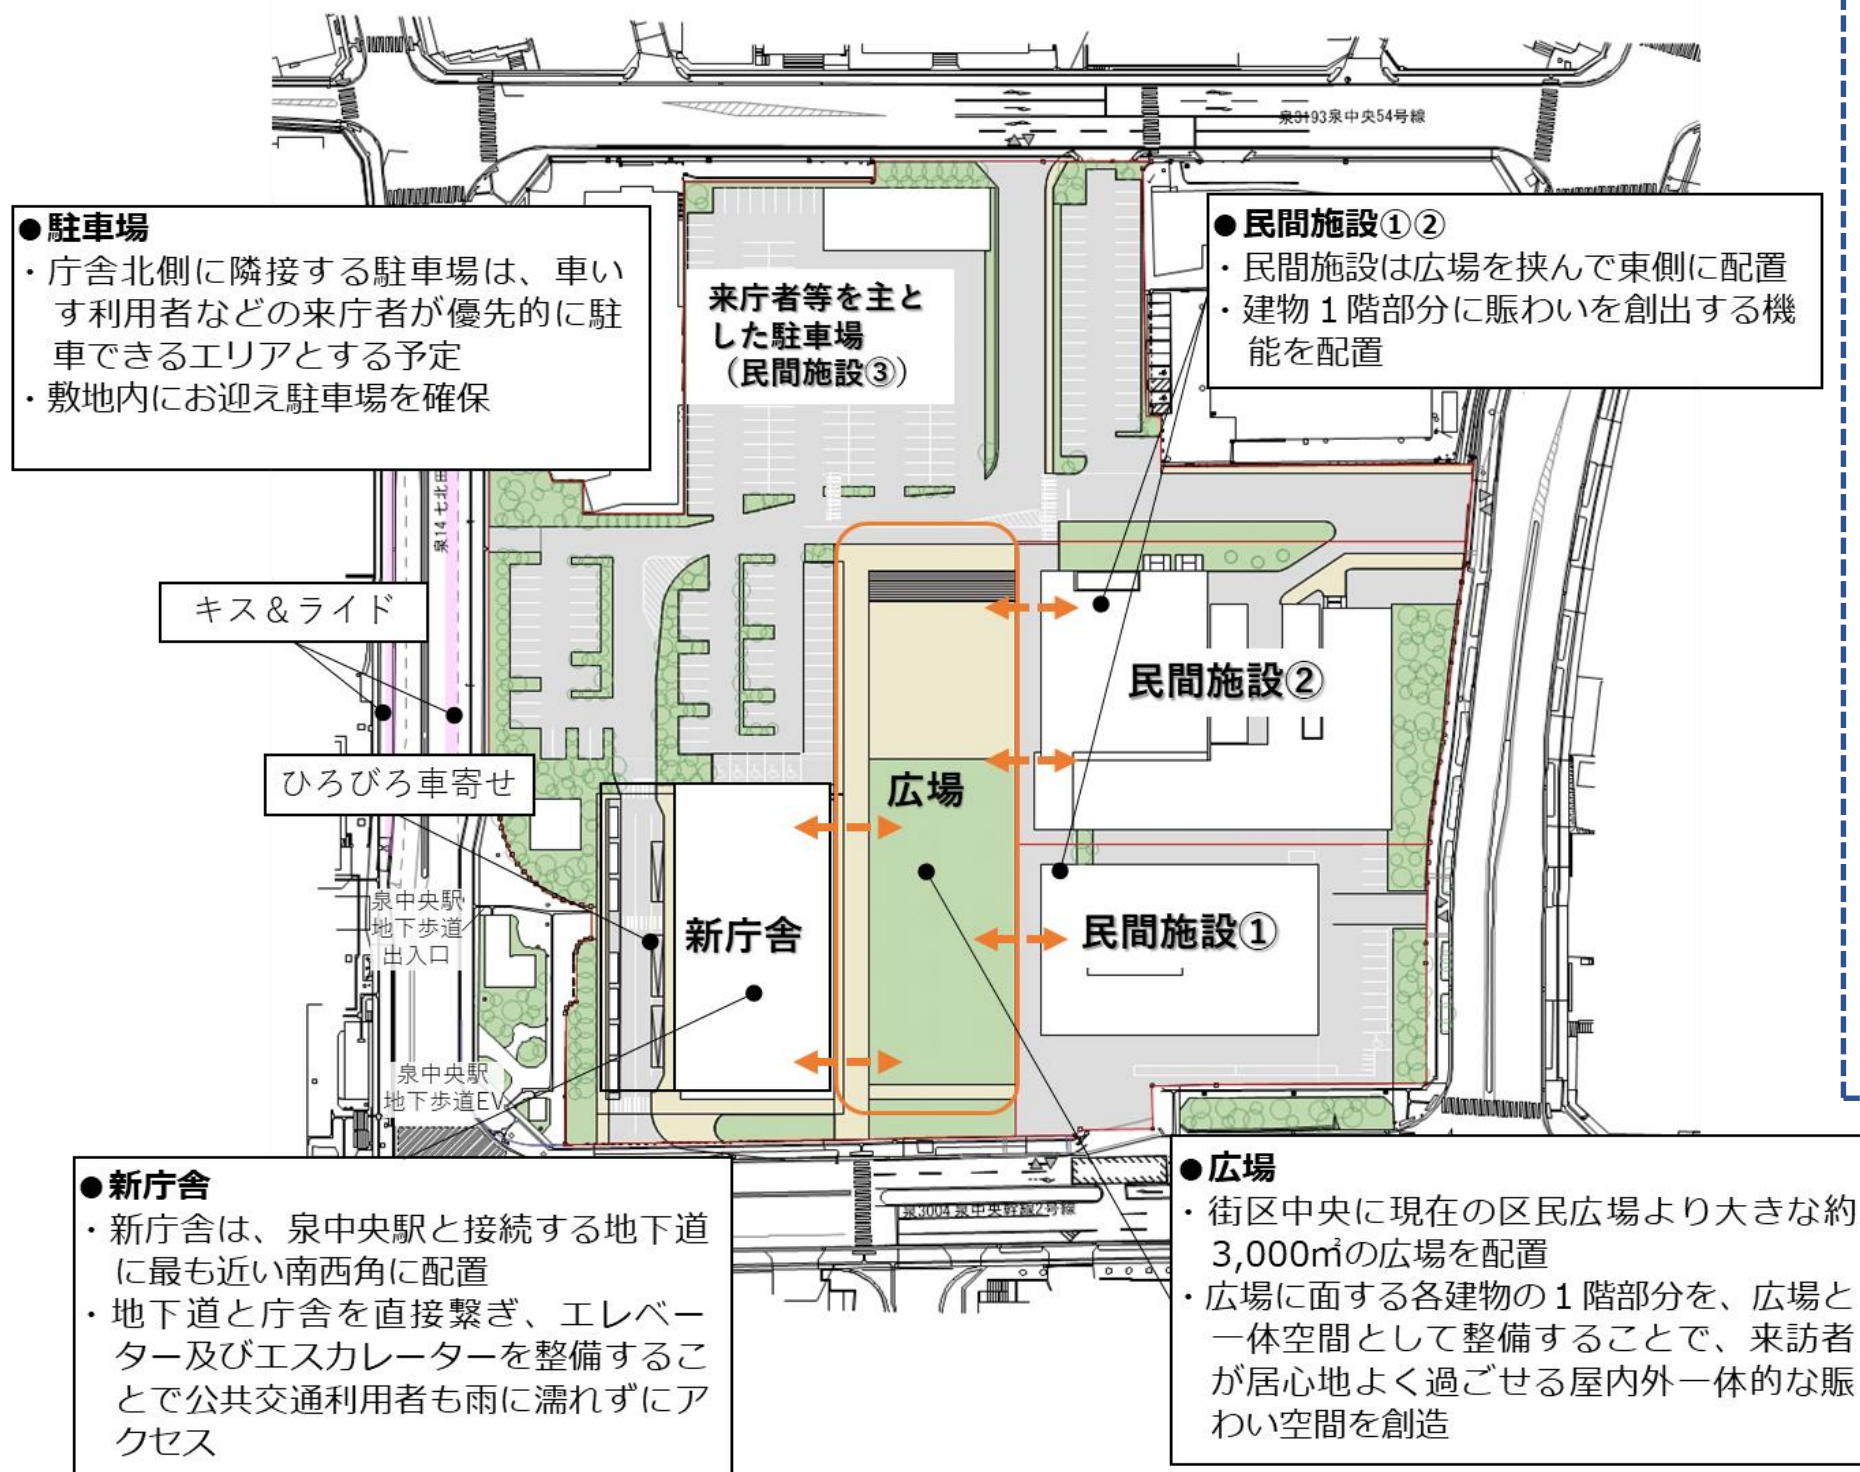 泉3193泉中央54号線
●駐車場
・庁舎北側に隣接する駐車場は、車い
す利用者などの来庁者が優先的に駐
車できるエリアとする予定
・敷地内にお迎え駐車場を確保
●民間施設①②
・民間施設は広場を挟んで東側に配置
・建物１階部分に賑わいを創出する機
能を配置
来庁者等を主と
した駐車場
（民間施設③）
泉14 七北田
キス＆ライド
民間施設②
ひろびろ車寄せ
広場
泉中央駅
地下歩道
出入口
新庁舎
民間施設①
泉中央駅
地下歩道EV
●新庁舎
・新庁舎は、泉中央駅と接続する地下道
に最も近い南西角に配置
・地下道と庁舎を直接繋ぎ、エレベー
ター及びエスカレーターを整備するこ
とで公共交通利用者も雨に濡れずにア
クセス
泉3004 泉中央幹線2号線
●広場
・街区中央に現在の区民広場より大きな約
3,000㎡の広場を配置
・広場に面する各建物の１階部分を、広場と
一体空間として整備することで、来訪者
が居心地よく過ごせる屋内外一体的な賑
わい空間を創造